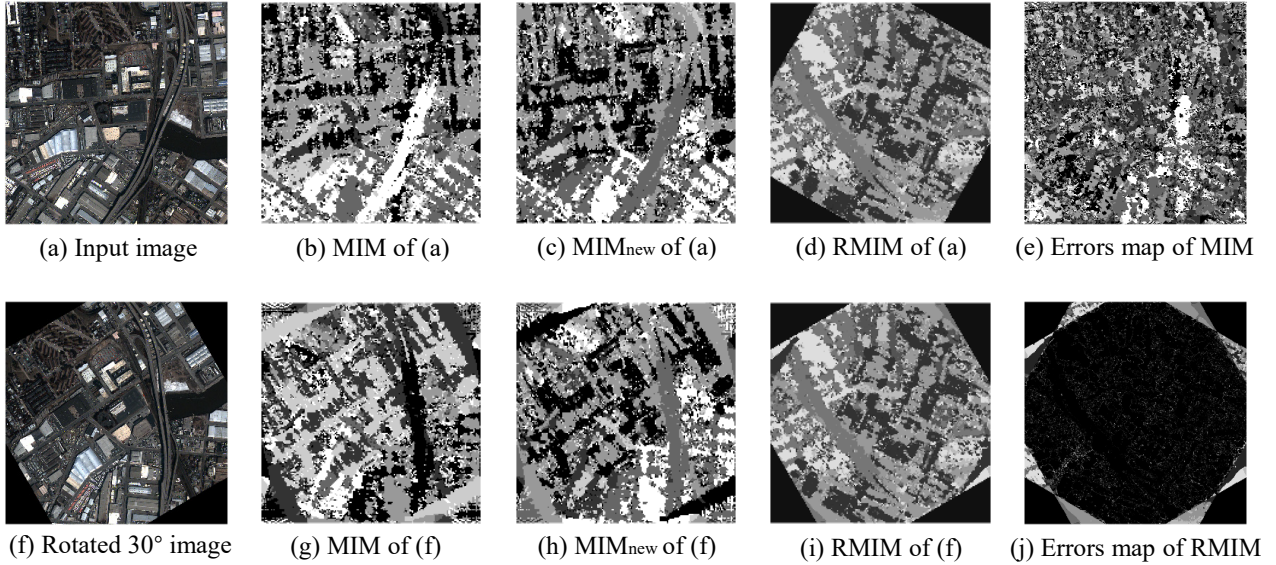 (a) Input image
(b) MIM of (a)
(c) MIMnew of (a)
(d) RMIM of (a)
(e) Errors map of MIM
(f) Rotated 30° image
(g) MIM of (f)
(h) MIMnew of (f)
(i) RMIM of (f)
(j) Errors map of RMIM